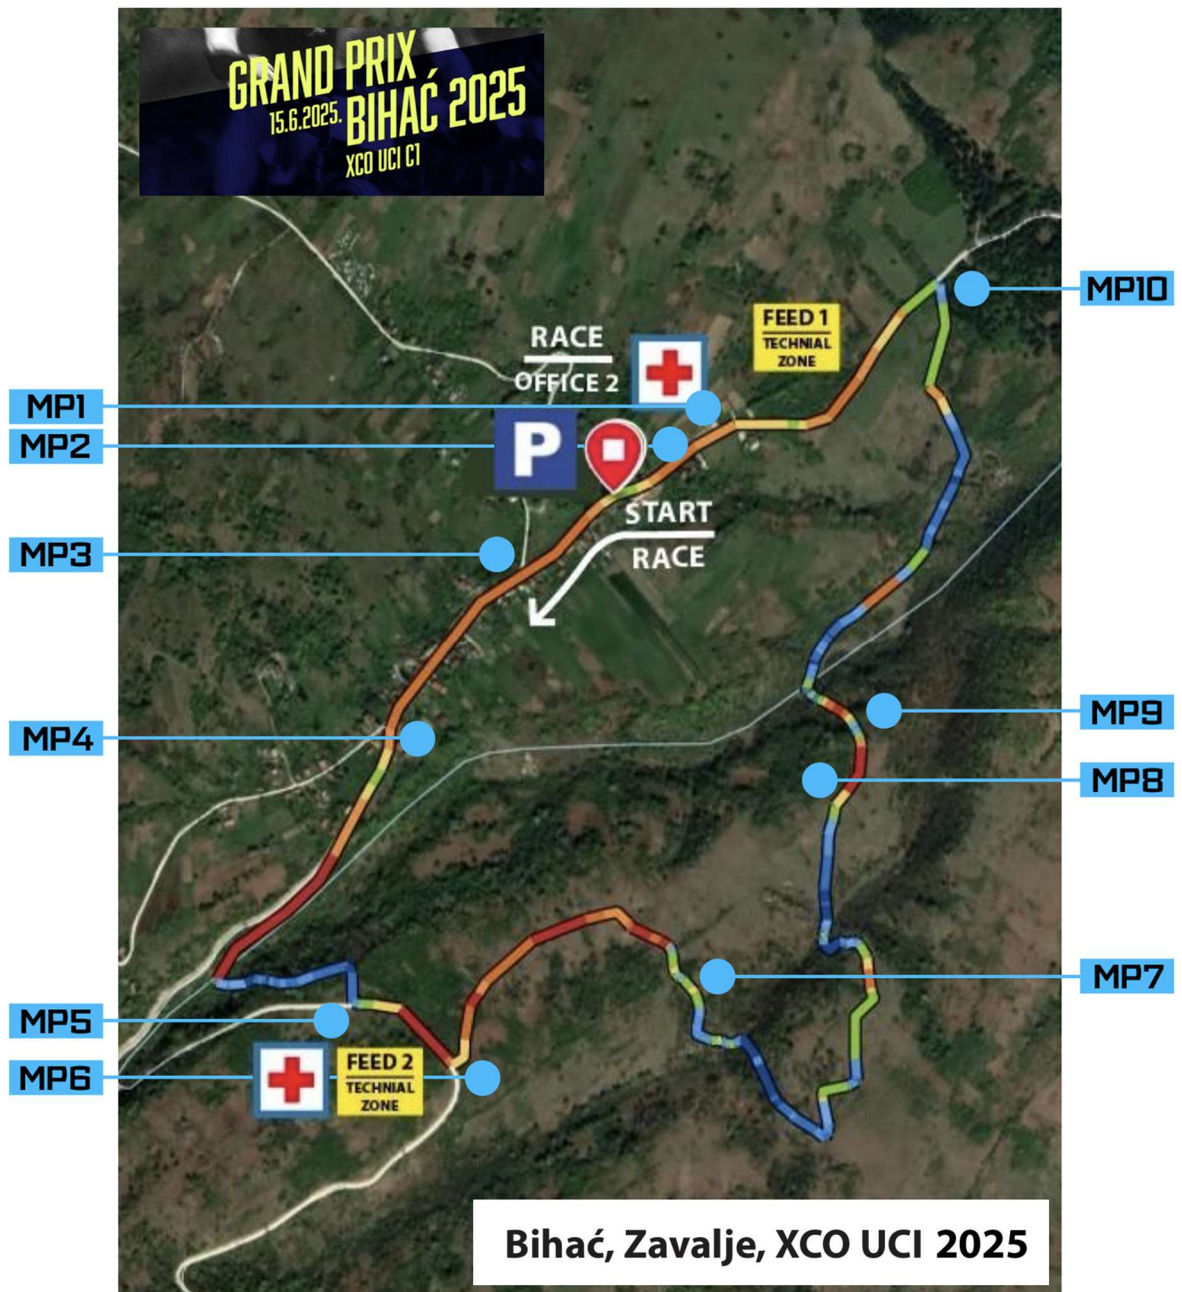 GRAND PRIX
15.6.2025. BIHAĆ 2025
XCO UCI C1
MP10
FEED 1
TECHNIAL
ZONE
RACE
OFFICE 2
MP1
MP2
P
START
RACE
MP3
MP4
MP9
MP8
MP7
MP5
MP6
FEED 2
TECHNIAL
ZONE
Bihać, Zavalje, XCO UCI 2025